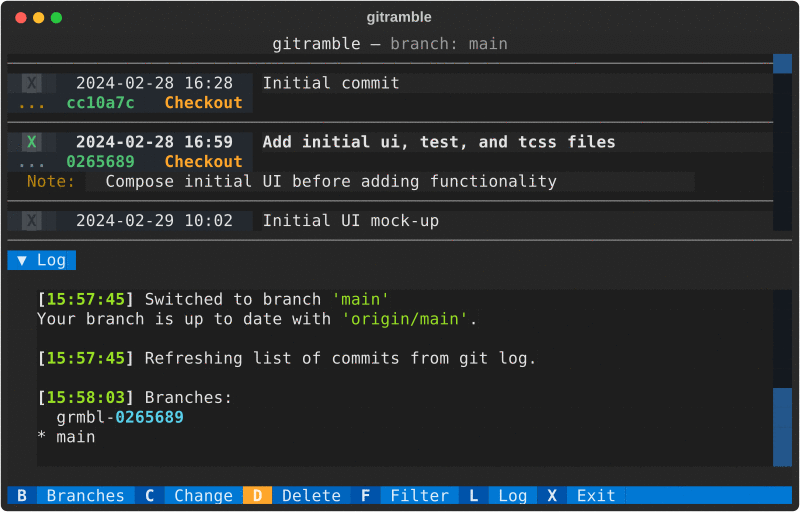 gitramble
gitramble — branch: main
X 2024-02-28 16:28 Initial commit
... cc10a7c Checkout
X 2024-02-28 16:59 Add initial ui, test, and tcss files
... 0265689 Checkout
Note: Compose initial UI before adding functionality
X 2024-02-29 10:02 Initial UI mock-up
▼ Log
[15:57:45] Switched to branch 'main'
Your branch is up to date with 'origin/main'.
[15:57:45] Refreshing list of commits from git log.
[15:58:03] Branches:
grmbl-0265689
* main
B Branches C Change D Delete F Filter L Log X Exit